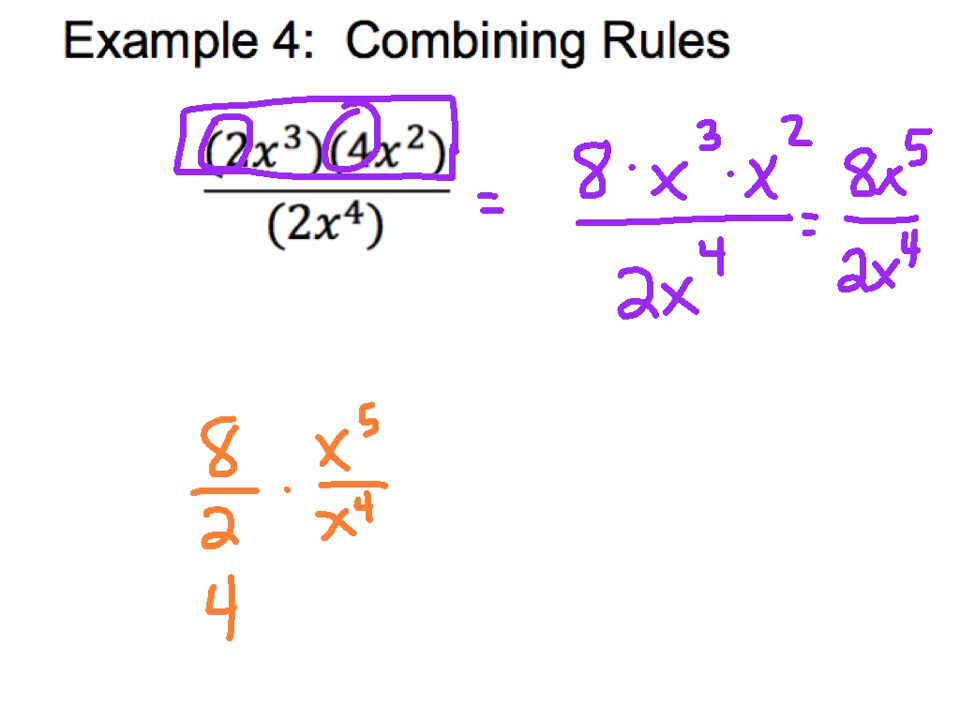 Example 4: Combining Rules
(2x³)(4x²)
(2x⁴)
=
8 · x³ · x²
2x⁴
=
8x⁵
2x⁴
8 · x⁵
2 x⁴
4